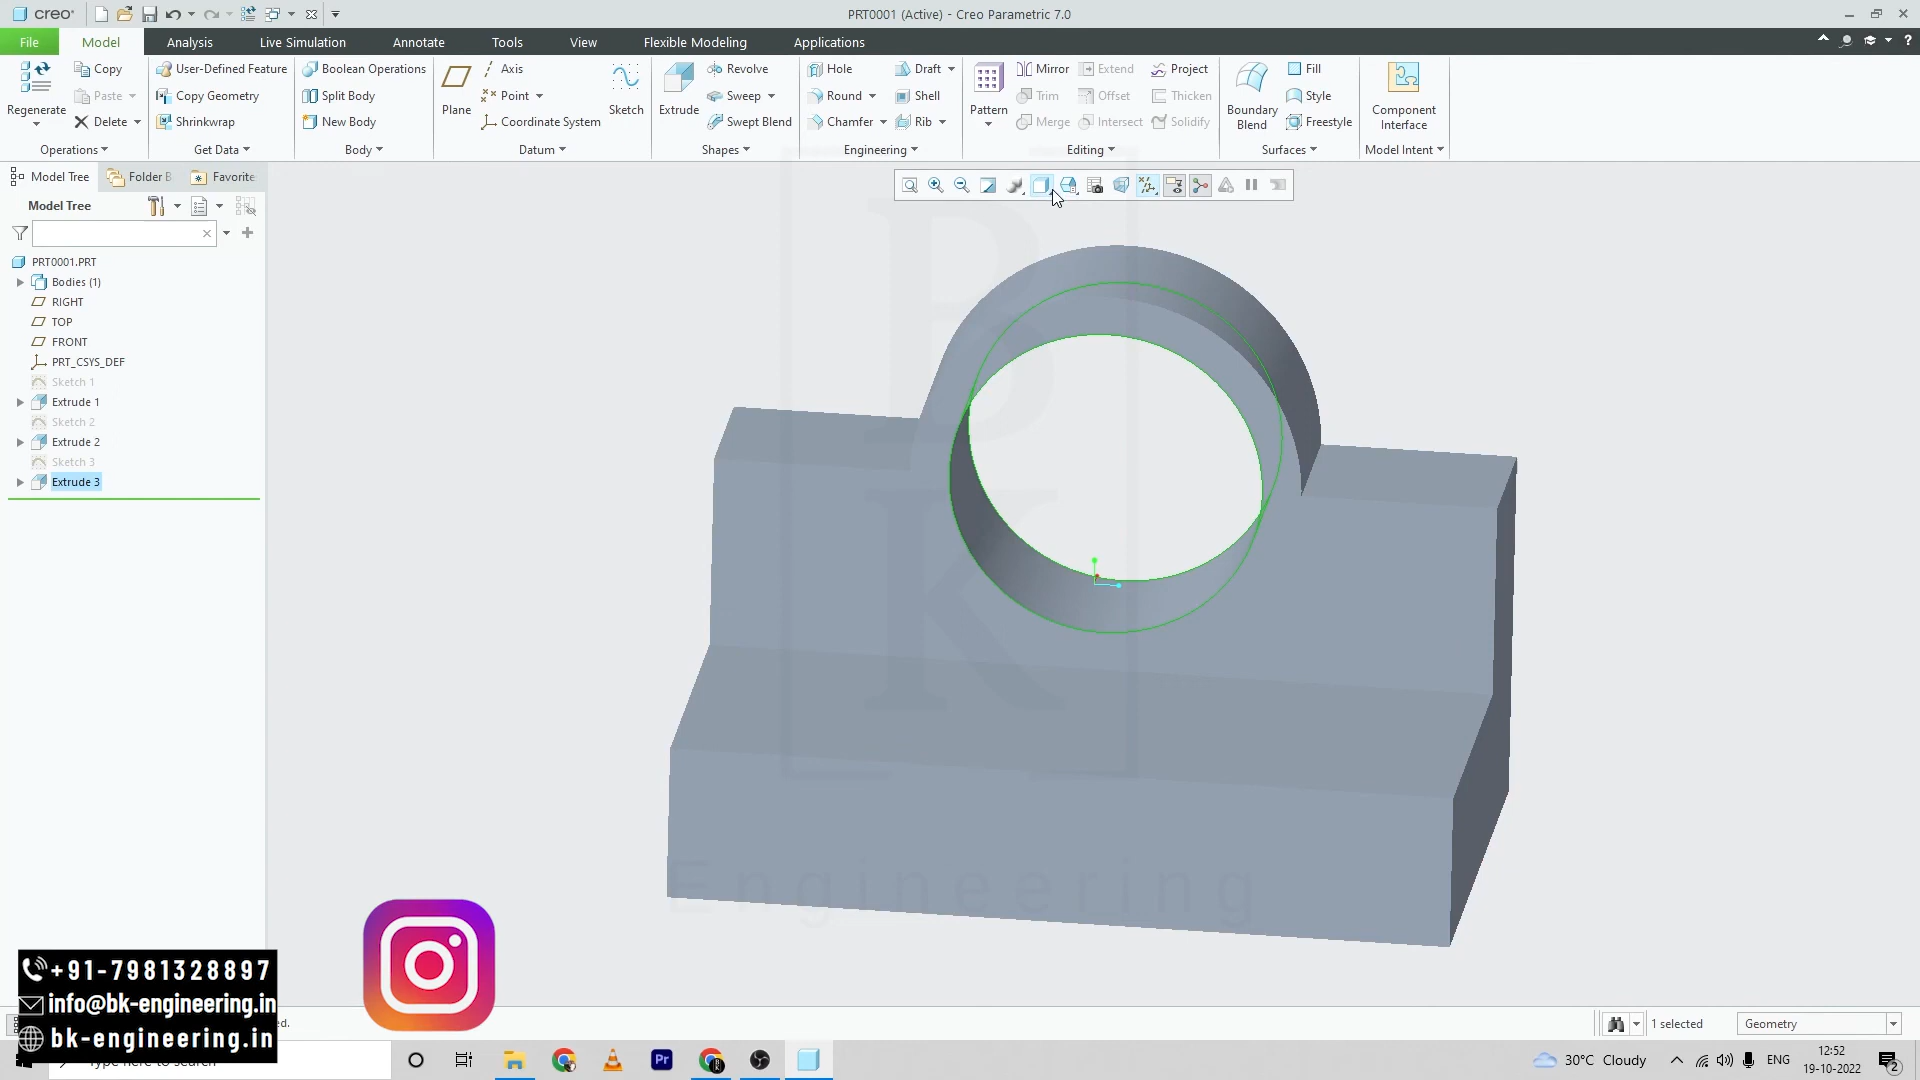 creo
PRT0001 (Active) - Creo Parametric 7.0
File
Model
Analysis
Live Simulation
Annotate
Tools
View
Flexible Modeling
Applications
Regenerate
Copy
Paste
Delete
User-Defined Feature
Copy Geometry
Shrinkwrap
Boolean Operations
Split Body
New Body
Plane
Axis
Point
Coordinate System
Sketch
Extrude
Revolve
Sweep
Swept Blend
Hole
Round
Chamfer
Draft
Shell
Rib
Pattern
Mirror
Trim
Merge
Extend
Offset
Intersect
Project
Thicken
Solidify
Boundary
Blend
Fill
Style
Freestyle
Component
Interface
Operations
Get Data
Body
Datum
Shapes
Engineering
Editing
Surfaces
Model Intent
Model Tree
Folder B
Favorite
Model Tree
PRT0001.PRT
Bodies (1)
RIGHT
TOP
FRONT
PRT_CSYS_DEF
Sketch 1
Extrude 1
Sketch 2
Extrude 2
Sketch 3
Extrude 3
BK
Engineering
+91-7981328897
info@bk-engineering.in
bk-engineering.in
1 selected
Geometry
Pr
30°C Cloudy
ENG
12:52
19-10-2022
2